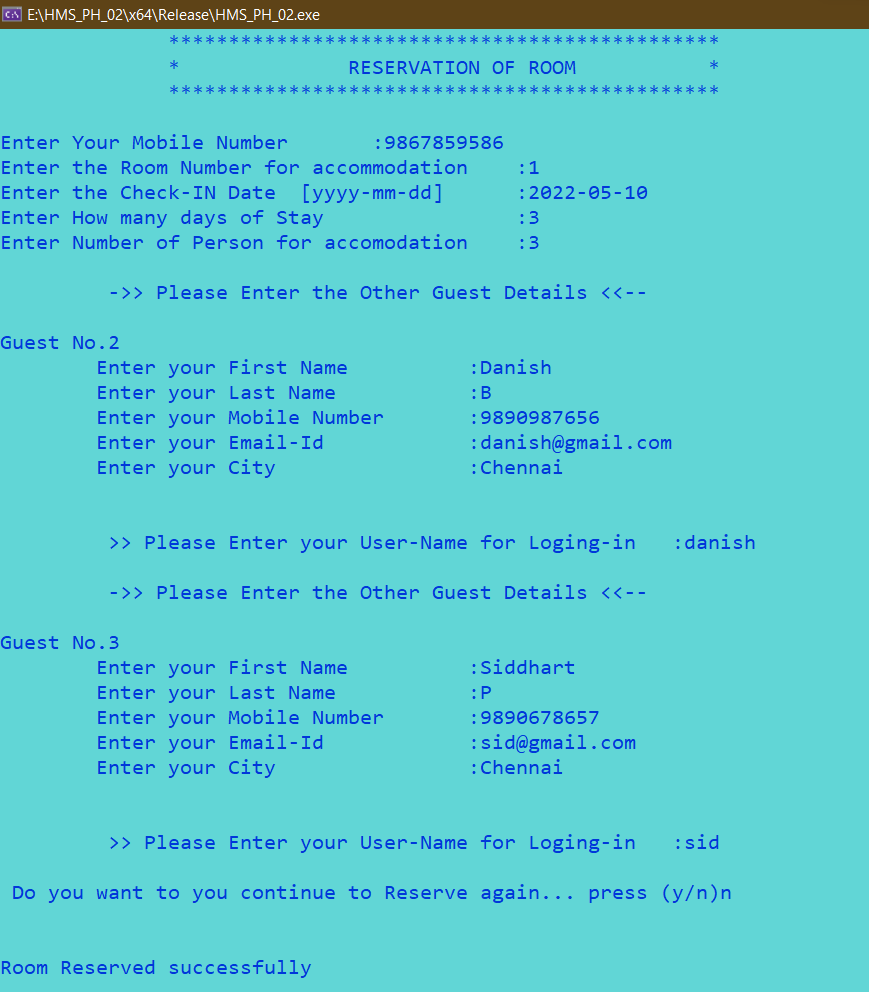 E:\HMS_PH_02\x64\Release\HMS_PH_02.exe
**********************************************
* RESERVATION OF ROOM *
**********************************************
Enter Your Mobile Number :9867859586
Enter the Room Number for accommodation :1
Enter the Check-IN Date [yyyy-mm-dd] :2022-05-10
Enter How many days of Stay :3
Enter Number of Person for accomodation :3
->> Please Enter the Other Guest Details <<--
Guest No.2
Enter your First Name :Danish
Enter your Last Name :B
Enter your Mobile Number :9890987656
Enter your Email-Id :danish@gmail.com
Enter your City :Chennai
>> Please Enter your User-Name for Loging-in :danish
->> Please Enter the Other Guest Details <<--
Guest No.3
Enter your First Name :Siddhart
Enter your Last Name :P
Enter your Mobile Number :9890678657
Enter your Email-Id :sid@gmail.com
Enter your City :Chennai
>> Please Enter your User-Name for Loging-in :sid
Do you want to you continue to Reserve again... press (y/n)n
Room Reserved successfully